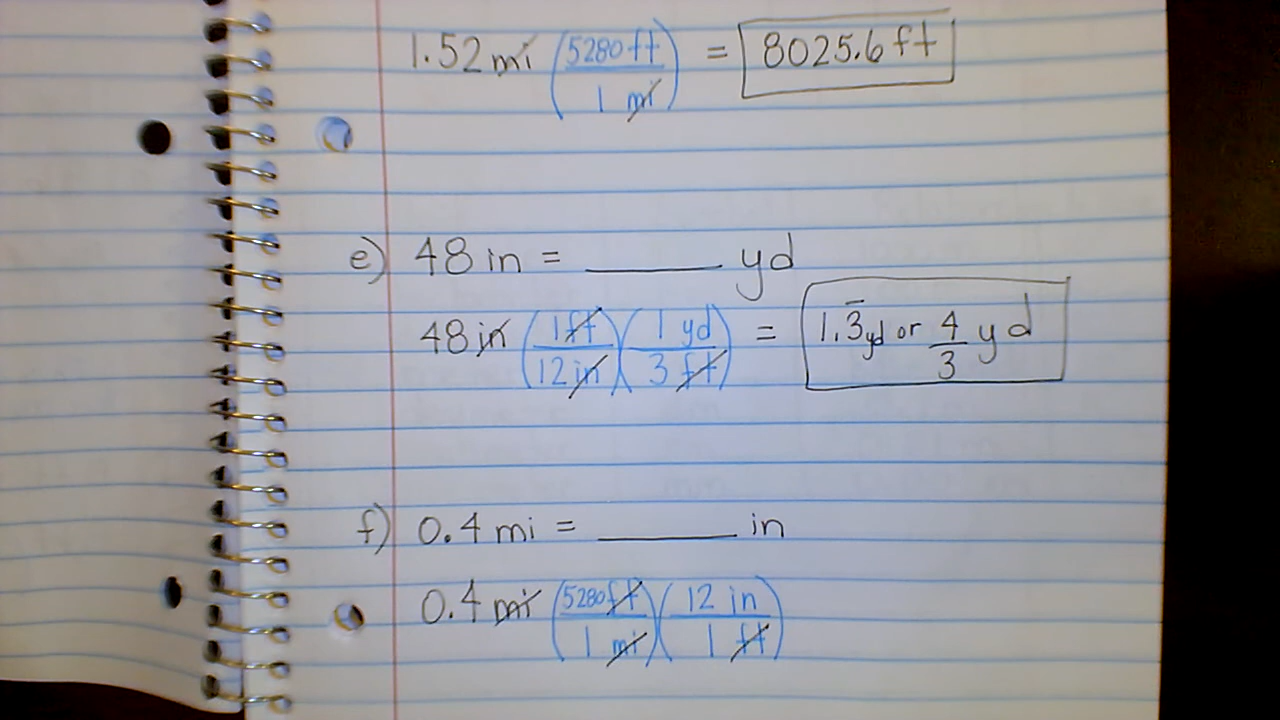 1.52 mi (5280 ft / 1 mi) = 8025.6 ft
e) 48 in = ______ yd
48 in (1 ft / 12 in)(1 yd / 3 ft) = 1.3̅ yd or 4/3 yd
f) 0.4 mi = ______ in
0.4 mi (5280 ft / 1 mi)(12 in / 1 ft)